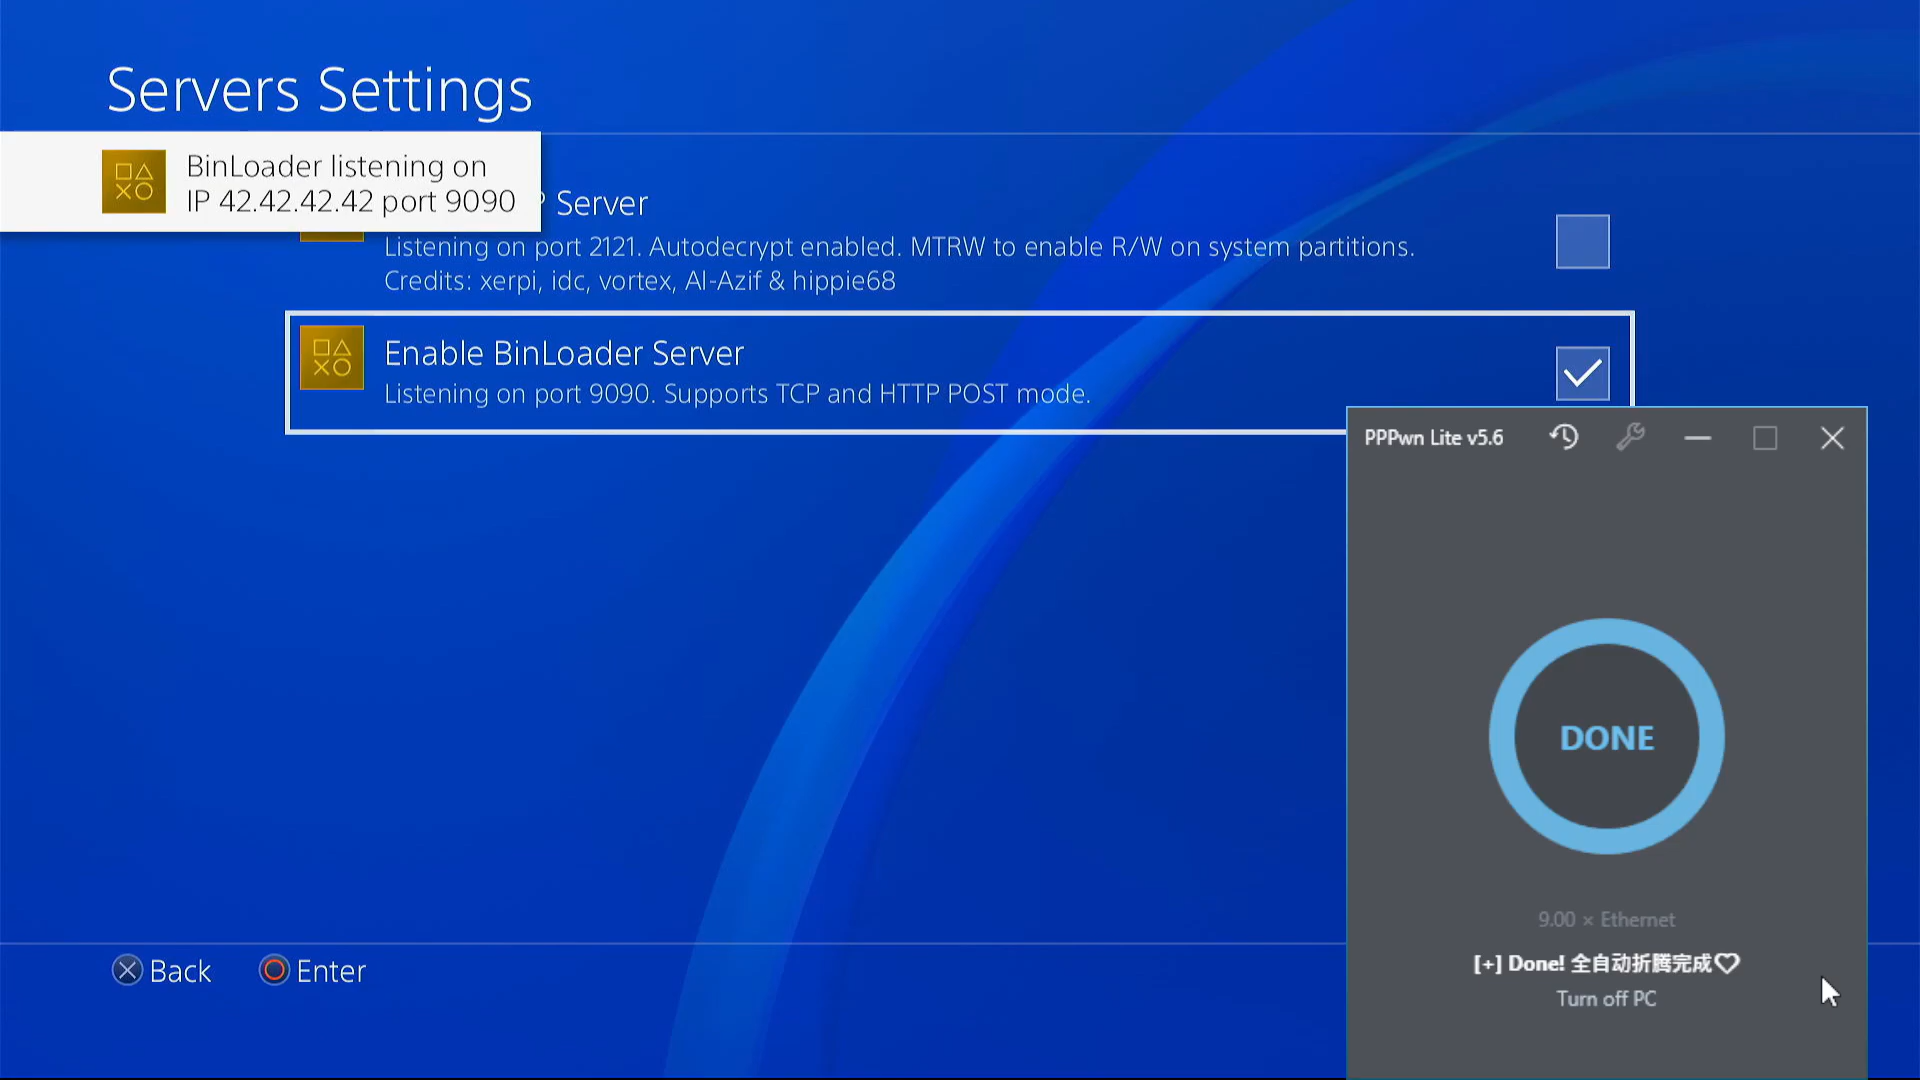 Servers Settings
BinLoader listening on
IP 42.42.42.42 port 9090
Server
Listening on port 2121. Autodecrypt enabled. MTRW to enable R/W on system partitions.
Credits: xerpi, idc, vortex, Al-Azif & hippie68
Enable BinLoader Server
Listening on port 9090. Supports TCP and HTTP POST mode.
PPPwn Lite v5.6
DONE
9.00 × Ethernet
[+] Done! 全自动折腾完成♡
Turn off PC
Back
Enter